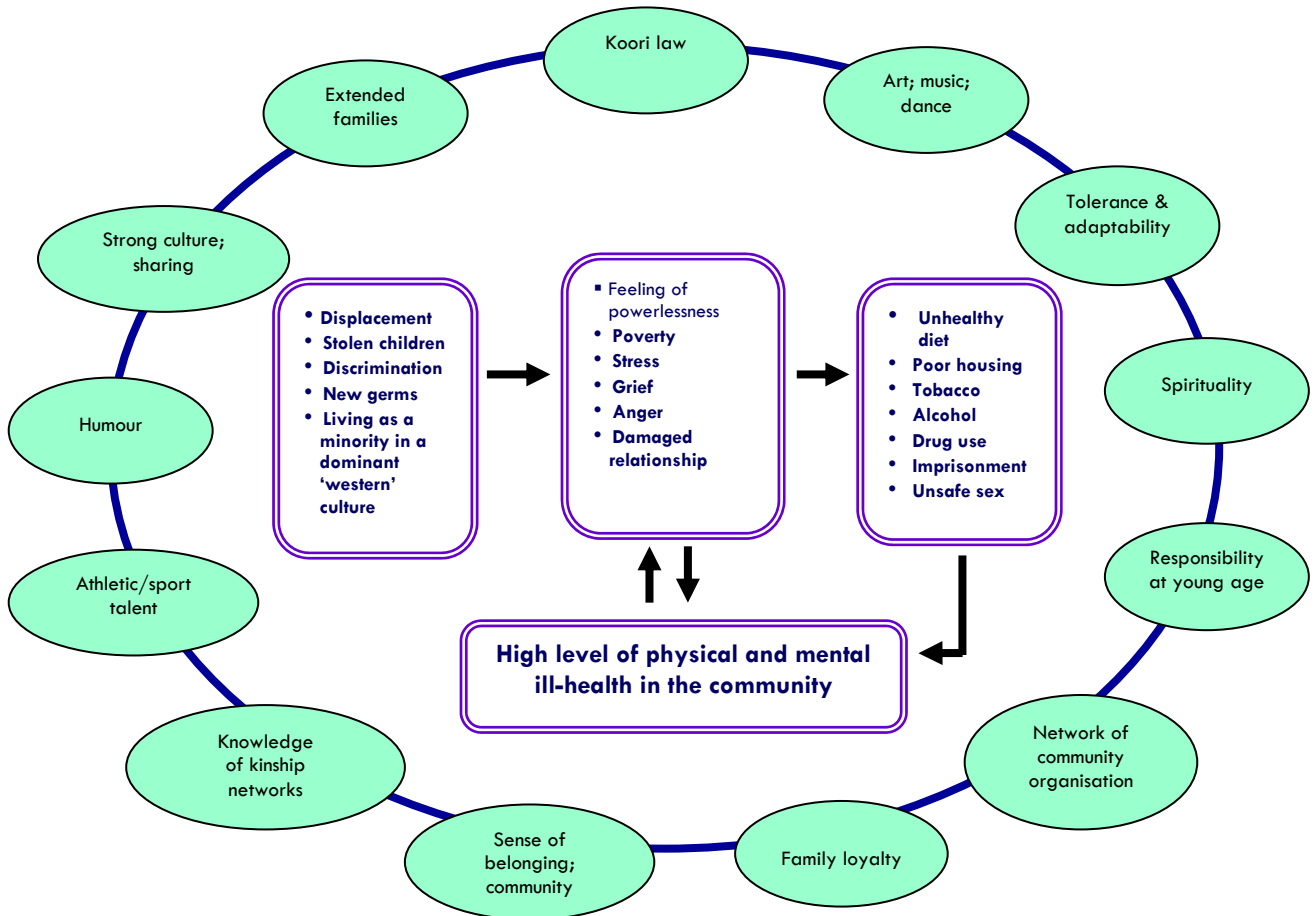 Koori law
Art; music;
dance
Tolerance &
adaptability
Spirituality
Responsibility
at young age
Network of
community
organisation
Family loyalty
Sense of
belonging;
community
Knowledge
of kinship
networks
Athletic/sport
talent
Humour
Strong culture;
sharing
Extended
families
• Displacement
• Stolen children
• Discrimination
• New germs
• Living as a
minority in a
dominant
‘western’
culture
▪ Feeling of
powerlessness
• Poverty
• Stress
• Grief
• Anger
• Damaged
relationship
• Unhealthy
diet
• Poor housing
• Tobacco
• Alcohol
• Drug use
• Imprisonment
• Unsafe sex
High level of physical and mental
ill-health in the community